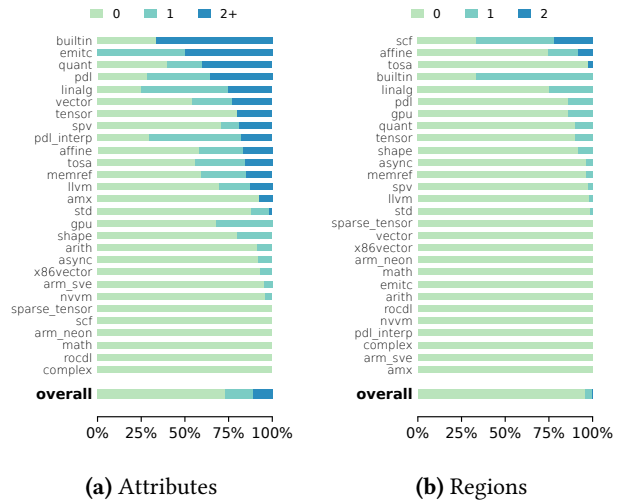 0 1 2+
builtin
emitc
quant
pdl
linalg
vector
tensor
spv
pdl_interp
affine
tosa
memref
llvm
amx
std
gpu
shape
arith
async
x86vector
arm_sve
nvvm
sparse_tensor
scf
arm_neon
math
rocdl
complex
overall
0% 25% 50% 75% 100%
(a) Attributes
0 1 2
scf
affine
tosa
builtin
linalg
pdl
gpu
quant
tensor
shape
async
memref
spv
llvm
std
sparse_tensor
vector
x86vector
arm_neon
math
emitc
arith
rocdl
nvvm
pdl_interp
complex
arm_sve
amx
overall
0% 25% 50% 75% 100%
(b) Regions